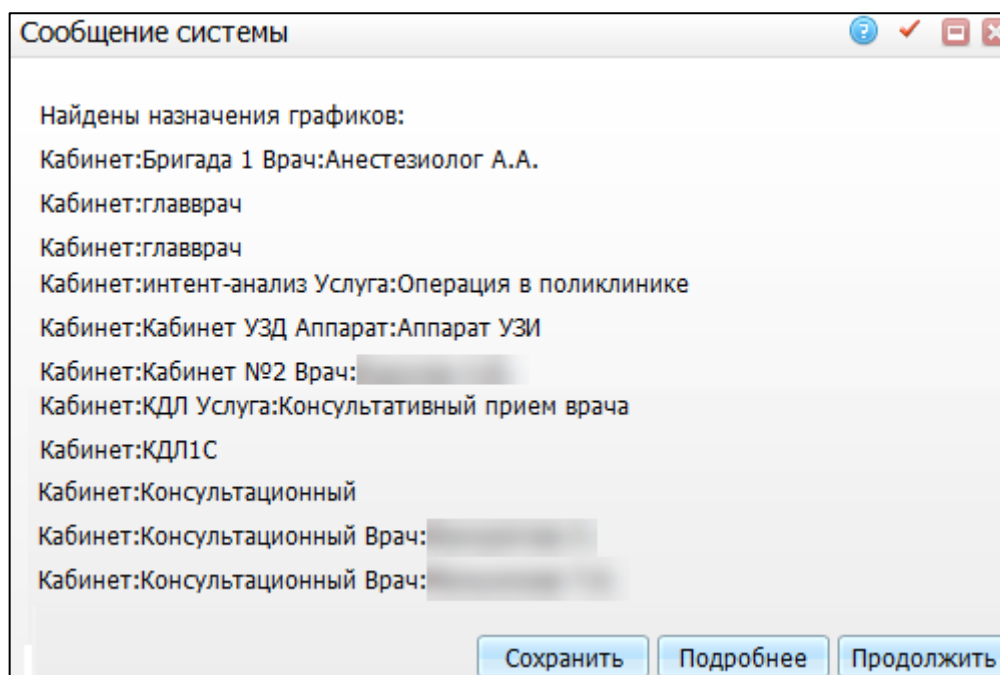 Сообщение системы
Найдены назначения графиков:
Кабинет:Бригада 1 Врач:Анестезиолог А.А.
Кабинет:главврач
Кабинет:главврач
Кабинет:интент-анализ Услуга:Операция в поликлинике
Кабинет:Кабинет УЗД Аппарат:Аппарат УЗИ
Кабинет:Кабинет №2 Врач:
Кабинет:КДЛ Услуга:Консультативный прием врача
Кабинет:КДЛ1С
Кабинет:Консультационный
Кабинет:Консультационный Врач:
Кабинет:Консультационный Врач:
Сохранить Подробнее Продолжить